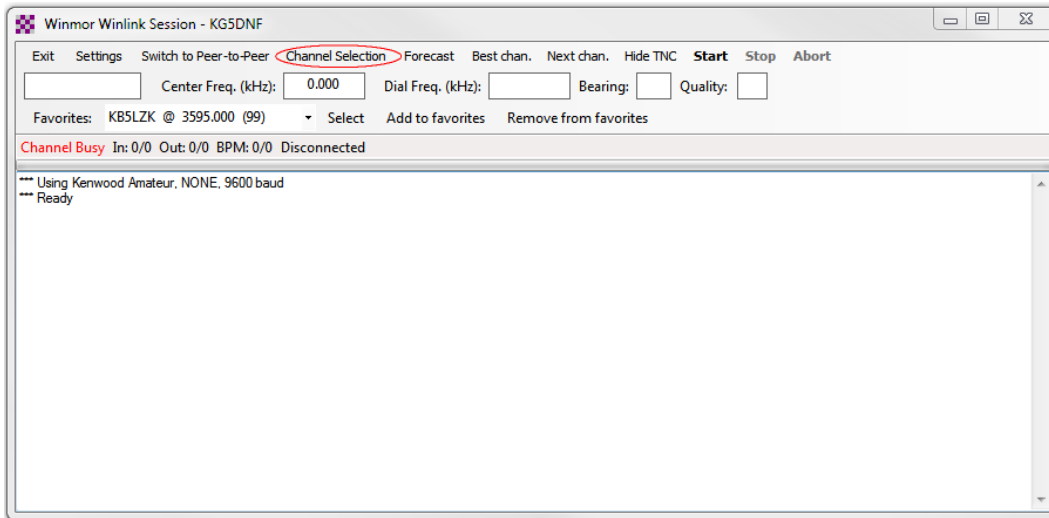 Winmor Winlink Session - KG5DNF
Exit Settings Switch to Peer-to-Peer Channel Selection Forecast Best chan. Next chan. Hide TNC Start Stop Abort
Center Freq. (kHz): 0.000 Dial Freq. (kHz): Bearing: Quality:
Favorites: KB5LZK @ 3595.000 (99) Select Add to favorites Remove from favorites
Channel Busy In: 0/0 Out: 0/0 BPM: 0/0 Disconnected
*** Using Kenwood Amateur, NONE, 9600 baud
*** Ready